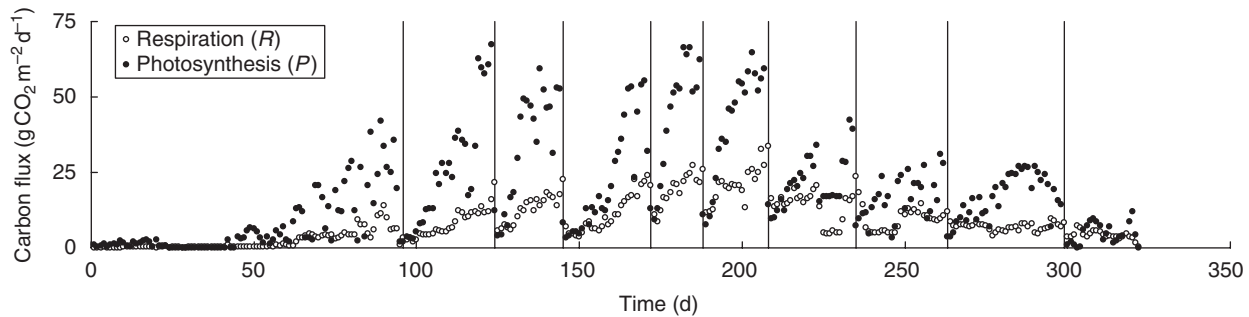 75
50
25
0
Carbon flux (g CO₂ m⁻² d⁻¹)
Respiration (R)
Photosynthesis (P)
0 50 100 150 200 250 300 350
Time (d)